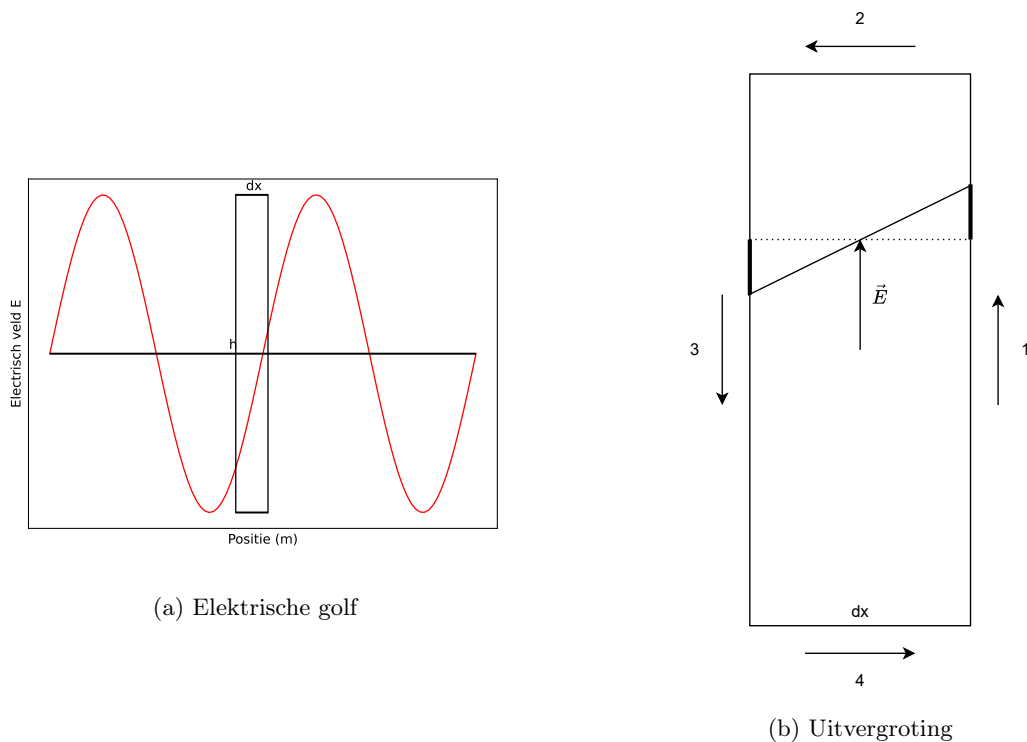 dx
h
Electrisch veld E
Positie (m)
(a) Elektrische golf
2
3
E⃗
1
dx
4
(b) Uitvergroting